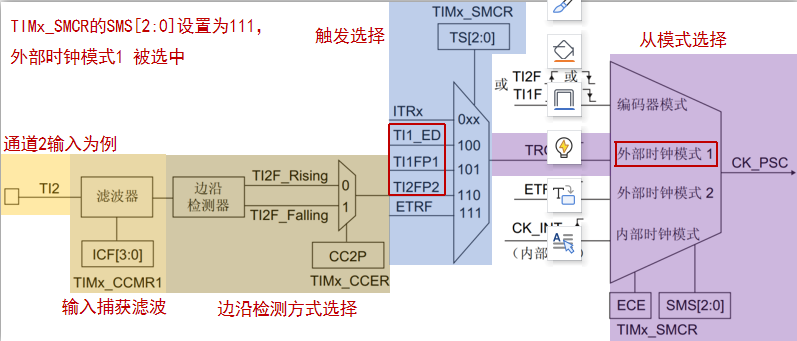 TIMx_SMCR的SMS[2:0]设置为111，
外部时钟模式1 被选中
触发选择
TIMx_SMCR
TS[2:0]
从模式选择
或
TI2F 或
TI1F 或
编码器模式
ITRx
0xx
通道2输入为例
TI1_ED
100
外部时钟模式 1
CK_PSC
TI2
滤波器
边沿
检测器
TI2F_Rising
0
TI2F_Falling
1
TI1FP1
101
TI2FP2
110
ETRF
111
外部时钟模式 2
CK_INT
内部时钟模式
ICF[3:0]
TIMx_CCMR1
CC2P
TIMx_CCER
输入捕获滤波
边沿检测方式选择
ECE
SMS[2:0]
TIMx_SMCR